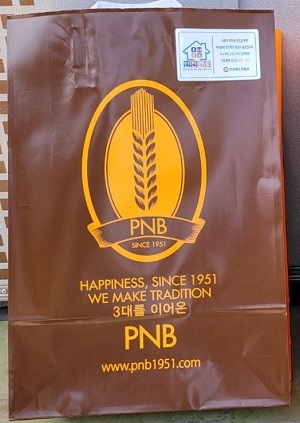 PNB
SINCE 1951
HAPPINESS, SINCE 1951
WE MAKE TRADITION
3대를 이어온
PNB
www.pnb1951.com